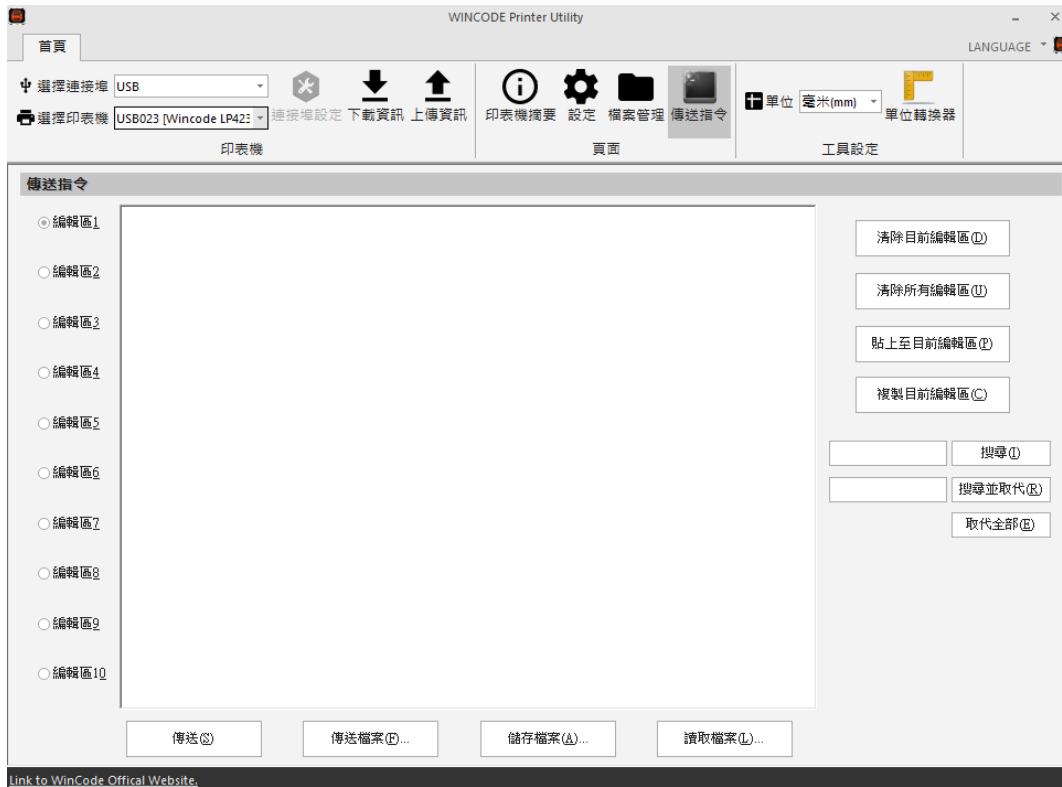 WINCODE Printer Utility
首頁
LANGUAGE
選擇連接埠 USB
選擇印表機 USB023 [Wincode LP423
連接埠設定 下載資訊 上傳資訊
印表機
印表機摘要 設定 檔案管理 傳送指令
頁面
單位 毫米(mm)
單位轉換器
工具設定
傳送指令
編輯區1
編輯區2
編輯區3
編輯區4
編輯區5
編輯區6
編輯區7
編輯區8
編輯區9
編輯區10
清除目前編輯區(D)
清除所有編輯區(U)
貼上至目前編輯區(P)
複製目前編輯區(C)
搜尋(I)
搜尋並取代(R)
取代全部(E)
傳送(S)
傳送檔案(F)...
儲存檔案(A)...
讀取檔案(L)...
Link to WinCode Offical Website.